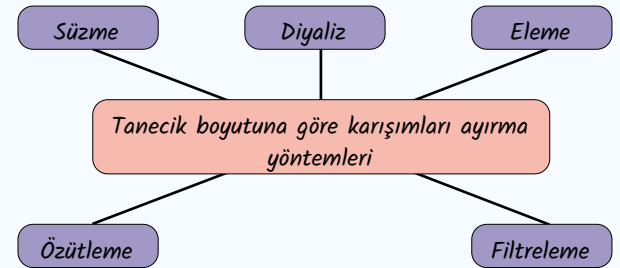 Süzme
Diyaliz
Eleme
Tanecik boyutuna göre karışımları ayırma
yöntemleri
Özütleme
Filtreleme